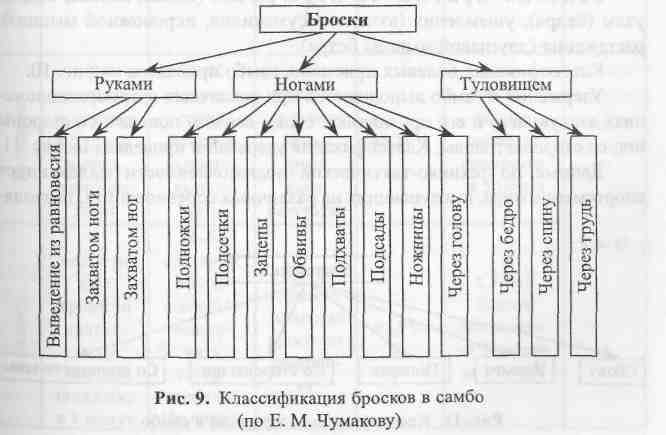 Броски
Руками
Ногами
Туловищем
Выведение из равновесия
Захватом ноги
Захватом ног
Подножки
Подсечки
Зацепы
Обвивы
Подхваты
Подсады
Ножницы
Через голову
Через бедро
Через спину
Через грудь
Рис. 9. Классификация бросков в самбо
(по Е. М. Чумакову)